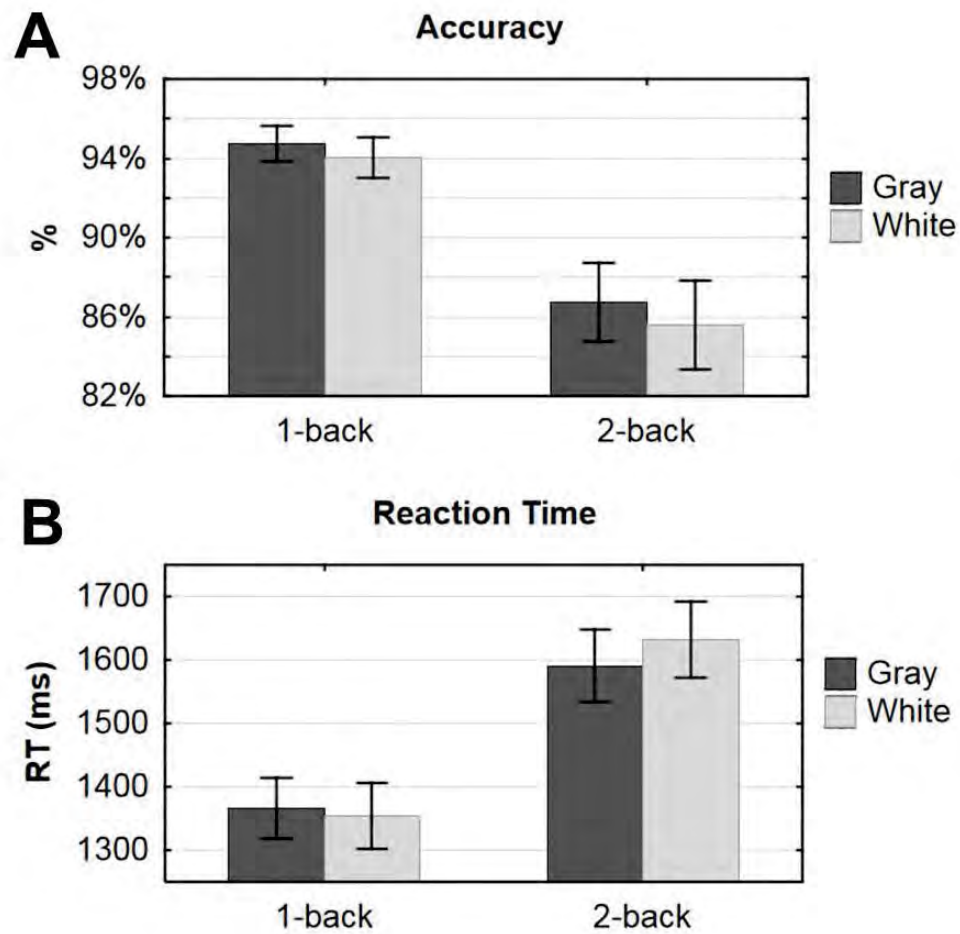 A
Accuracy
98%
94%
90%
86%
82%
%
1-back
2-back
Gray
White
B
Reaction Time
1700
1600
1500
1400
1300
RT (ms)
1-back
2-back
Gray
White